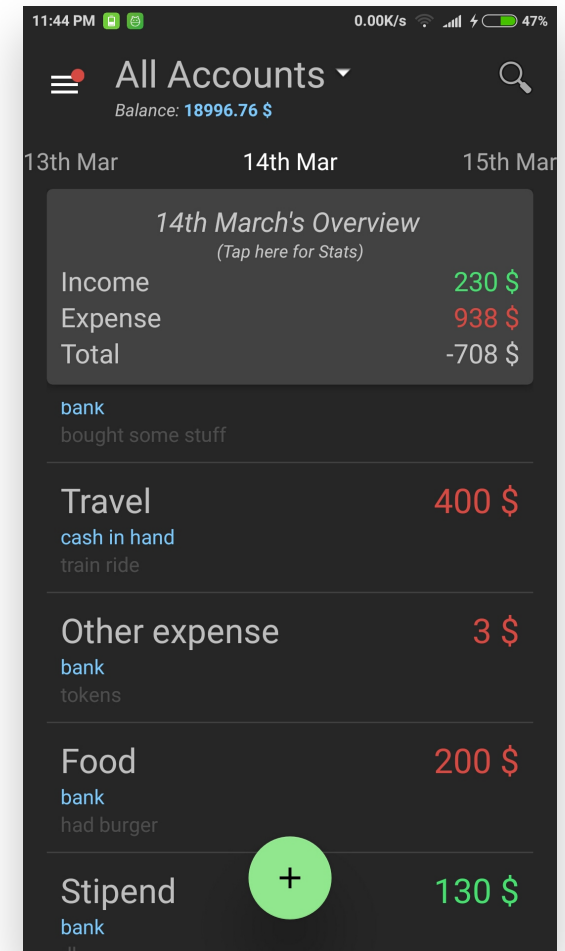 11:44 PM 0.00K/s 47%
All Accounts
Balance: 18996.76 $
13th Mar 14th Mar 15th Mar
14th March's Overview
(Tap here for Stats)
Income 230 $
Expense 938 $
Total -708 $
bank
bought some stuff
Travel 400 $
cash in hand
train ride
Other expense 3 $
bank
tokens
Food 200 $
bank
had burger
+
Stipend 130 $
bank